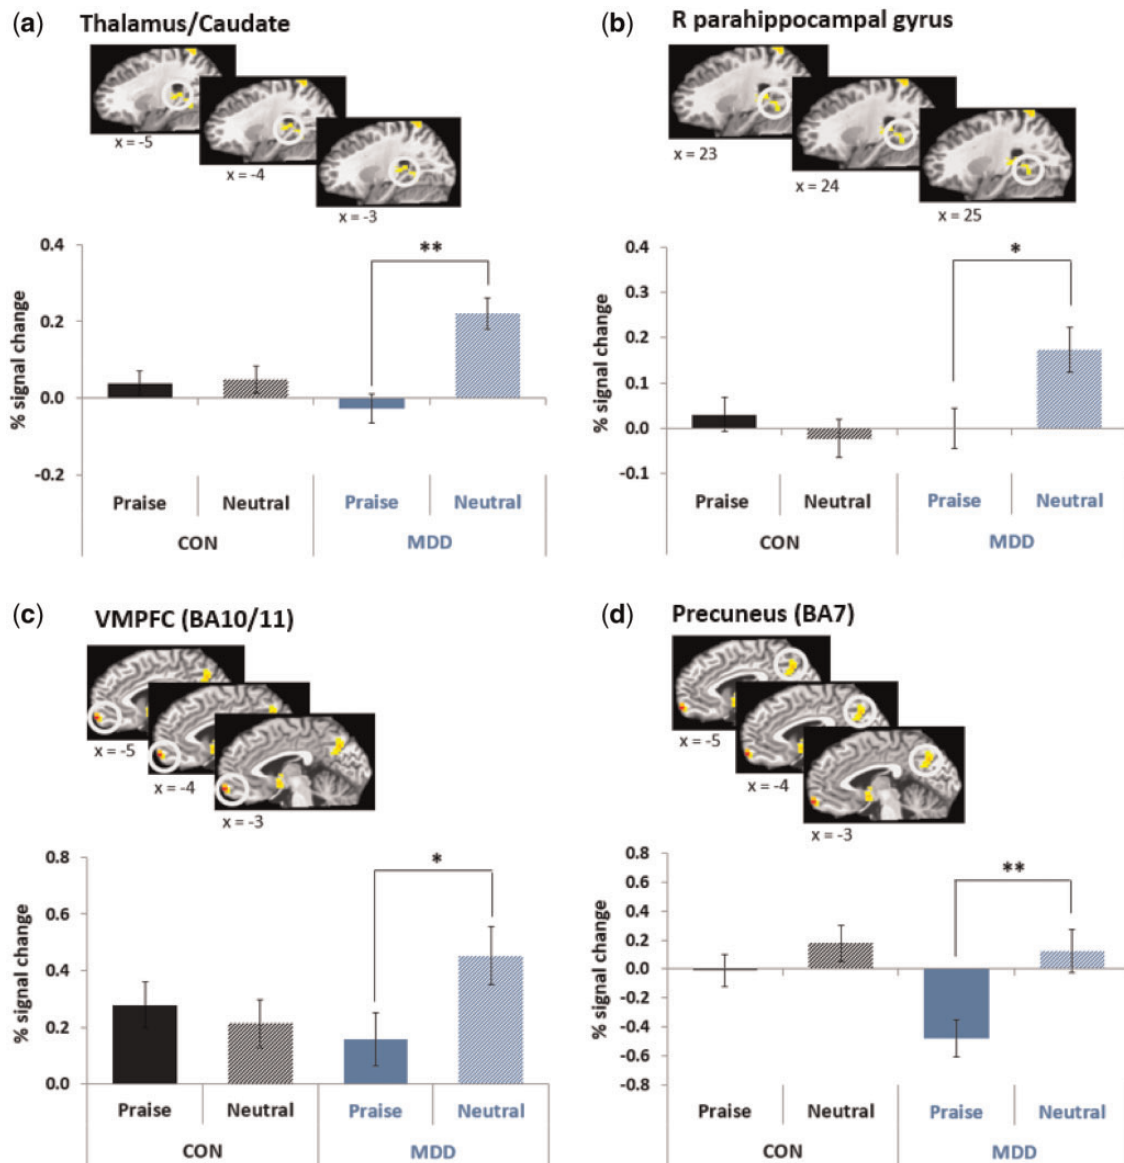 (a) Thalamus/Caudate
x = -5
x = -4
x = -3
% signal change
0.4
0.2
0.0
-0.2
**
Praise Neutral Praise Neutral
CON MDD
(b) R parahippocampal gyrus
x = 23
x = 24
x = 25
% signal change
0.4
0.3
0.2
0.1
0.0
-0.1
*
Praise Neutral Praise Neutral
CON MDD
(c) VMPFC (BA10/11)
x = -5
x = -4
x = -3
% signal change
0.8
0.6
0.4
0.2
0.0
*
Praise Neutral Praise Neutral
CON MDD
(d) Precuneus (BA7)
x = -5
x = -4
x = -3
% signal change
0.8
0.6
0.4
0.2
0.0
-0.2
-0.4
-0.6
-0.8
**
Praise Neutral Praise Neutral
CON MDD